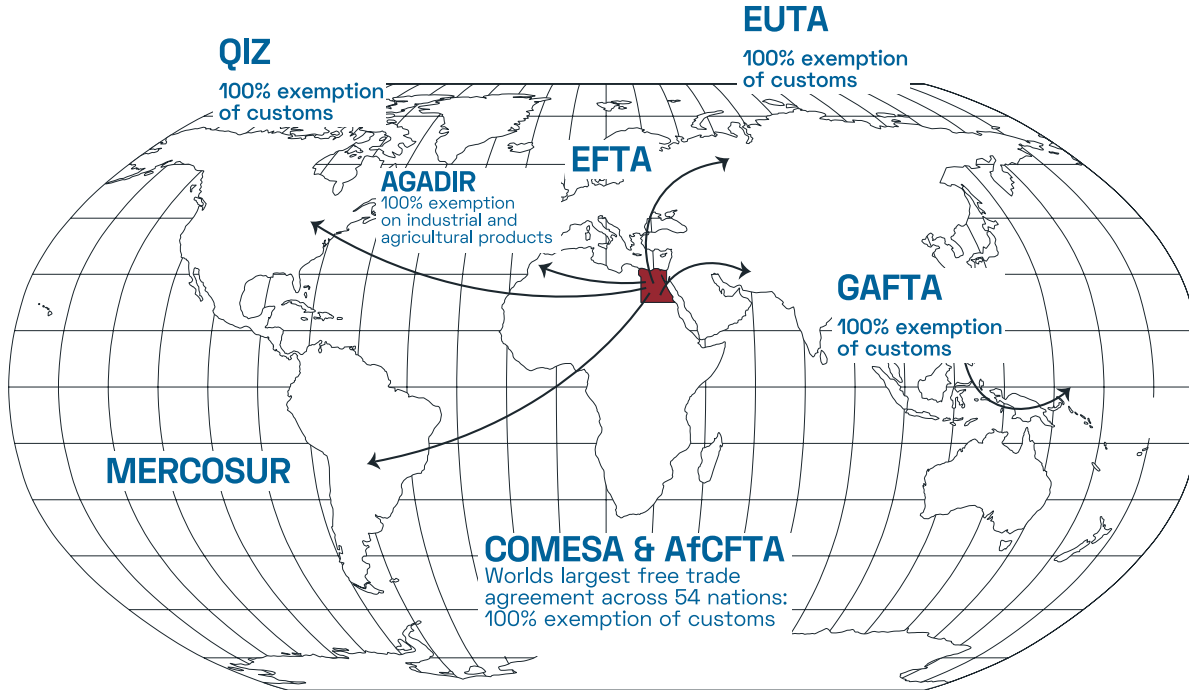 EUTA
100% exemption
of customs
QIZ
100% exemption
of customs
EFTA
AGADIR
100% exemption
on industrial and
agricultural products
GAFTA
100% exemption
of customs
MERCOSUR
COMESA & AfCFTA
Worlds largest free trade
agreement across 54 nations:
100% exemption of customs